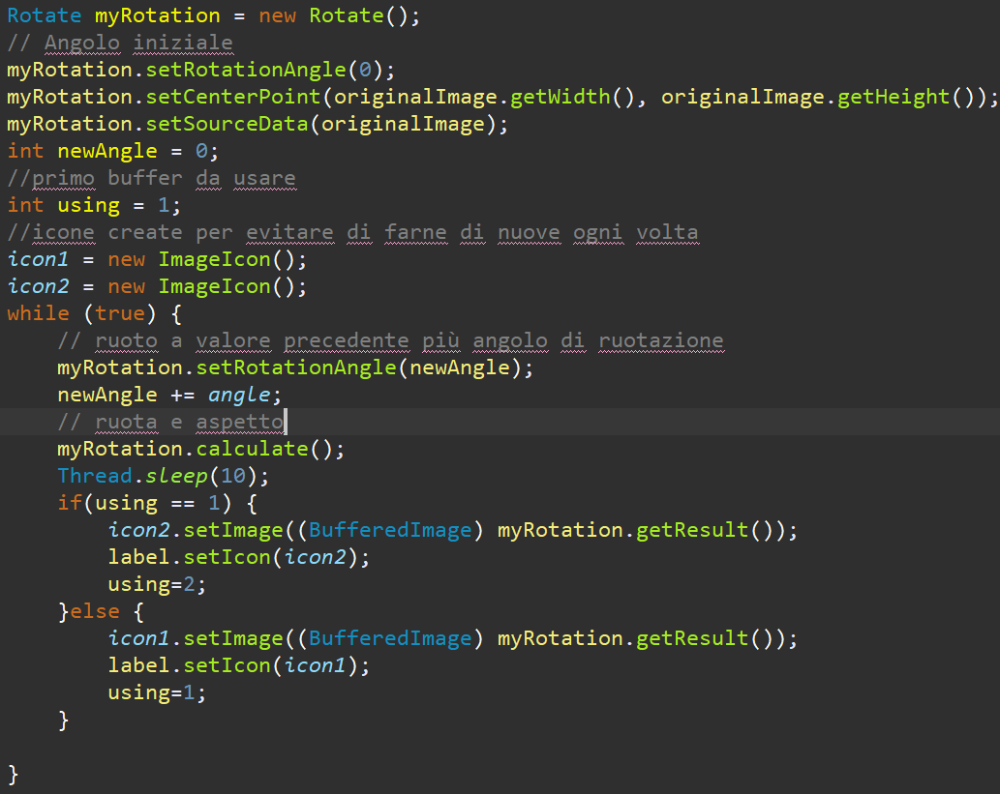 Rotate myRotation = new Rotate();
// Angolo iniziale
myRotation.setRotationAngle(0);
myRotation.setCenterPoint(originalImage.getWidth(), originalImage.getHeight());
myRotation.setSourceData(originalImage);
int newAngle = 0;
//primo buffer da usare
int using = 1;
//icone create per evitare di farne di nuove ogni volta
icon1 = new ImageIcon();
icon2 = new ImageIcon();
while (true) {
    // ruoto a valore precedente più angolo di ruotazione
    myRotation.setRotationAngle(newAngle);
    newAngle += angle;
    // ruota e aspetto
    myRotation.calculate();
    Thread.sleep(10);
    if(using == 1) {
        icon2.setImage((BufferedImage) myRotation.getResult());
        label.setIcon(icon2);
        using=2;
    }else {
        icon1.setImage((BufferedImage) myRotation.getResult());
        label.setIcon(icon1);
        using=1;
    }
}